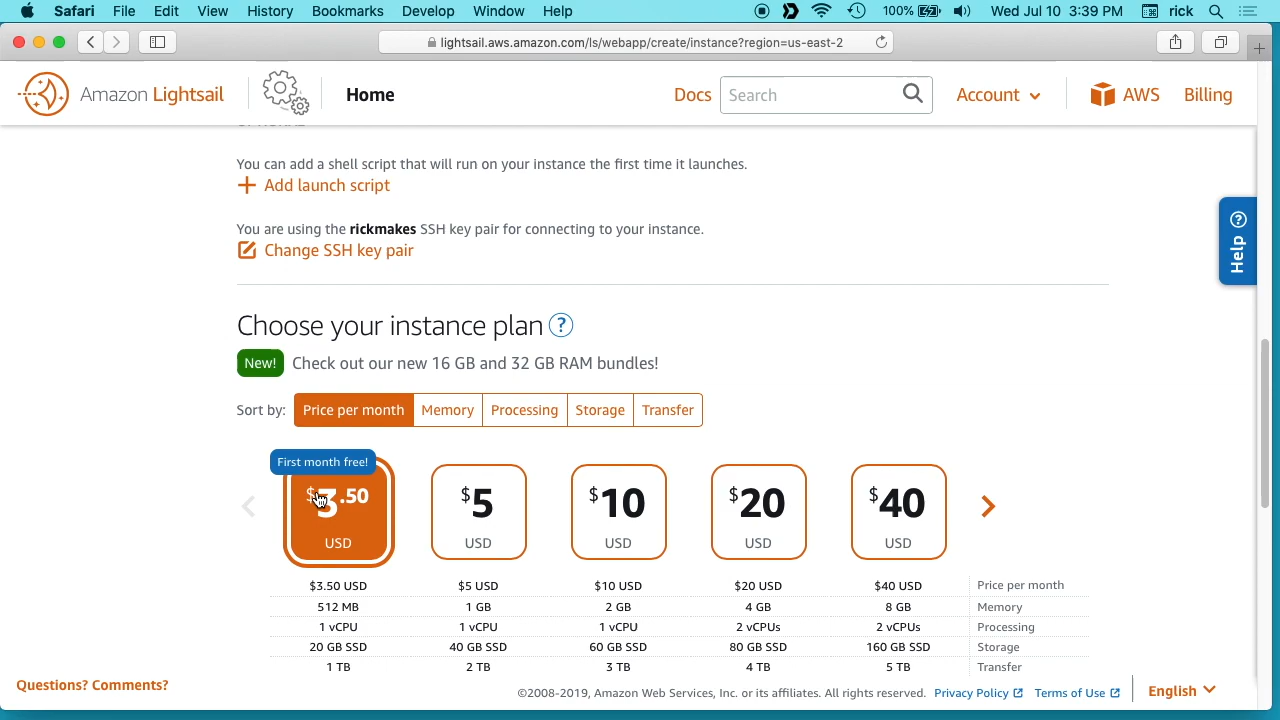 Safari File Edit View History Bookmarks Develop Window Help 100% Wed Jul 10 3:39 PM rick
lightsail.aws.amazon.com/ls/webapp/create/instance?region=us-east-2
Amazon Lightsail Home Docs Search Account AWS Billing
You can add a shell script that will run on your instance the first time it launches.
+ Add launch script
You are using the rickmakes SSH key pair for connecting to your instance.
Change SSH key pair
Help ?
Choose your instance plan ?
New! Check out our new 16 GB and 32 GB RAM bundles!
Sort by: Price per month Memory Processing Storage Transfer
First month free!
$3.50 $5 $10 $20 $40
USD USD USD USD USD
$3.50 USD $5 USD $10 USD $20 USD $40 USD Price per month
512 MB 1 GB 2 GB 4 GB 8 GB Memory
1 vCPU 1 vCPU 1 vCPU 2 vCPUs 2 vCPUs Processing
20 GB SSD 40 GB SSD 60 GB SSD 80 GB SSD 160 GB SSD Storage
1 TB 2 TB 3 TB 4 TB 5 TB Transfer
Questions? Comments?
©2008-2019, Amazon Web Services, Inc. or its affiliates. All rights reserved. Privacy Policy Terms of Use English